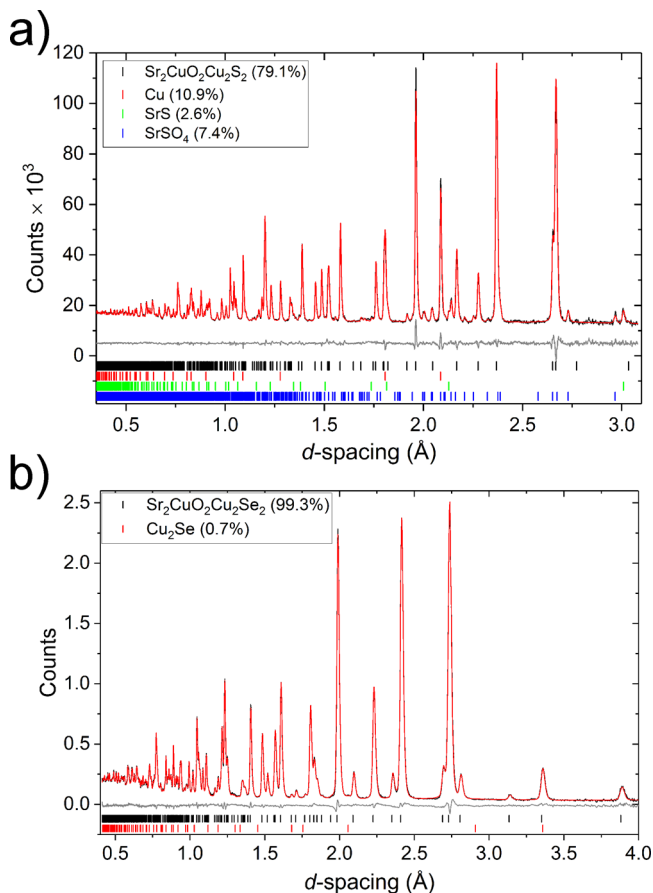 a)
120
100
80
60
40
20
0
Counts × 10³
Sr₂CuO₂Cu₂S₂ (79.1%)
Cu (10.9%)
SrS (2.6%)
SrSO₄ (7.4%)
0.5 1.0 1.5 2.0 2.5 3.0
d-spacing (Å)
b)
2.5
2.0
1.5
1.0
0.5
0.0
Counts
Sr₂CuO₂Cu₂Se₂ (99.3%)
Cu₂Se (0.7%)
0.5 1.0 1.5 2.0 2.5 3.0 3.5 4.0
d-spacing (Å)